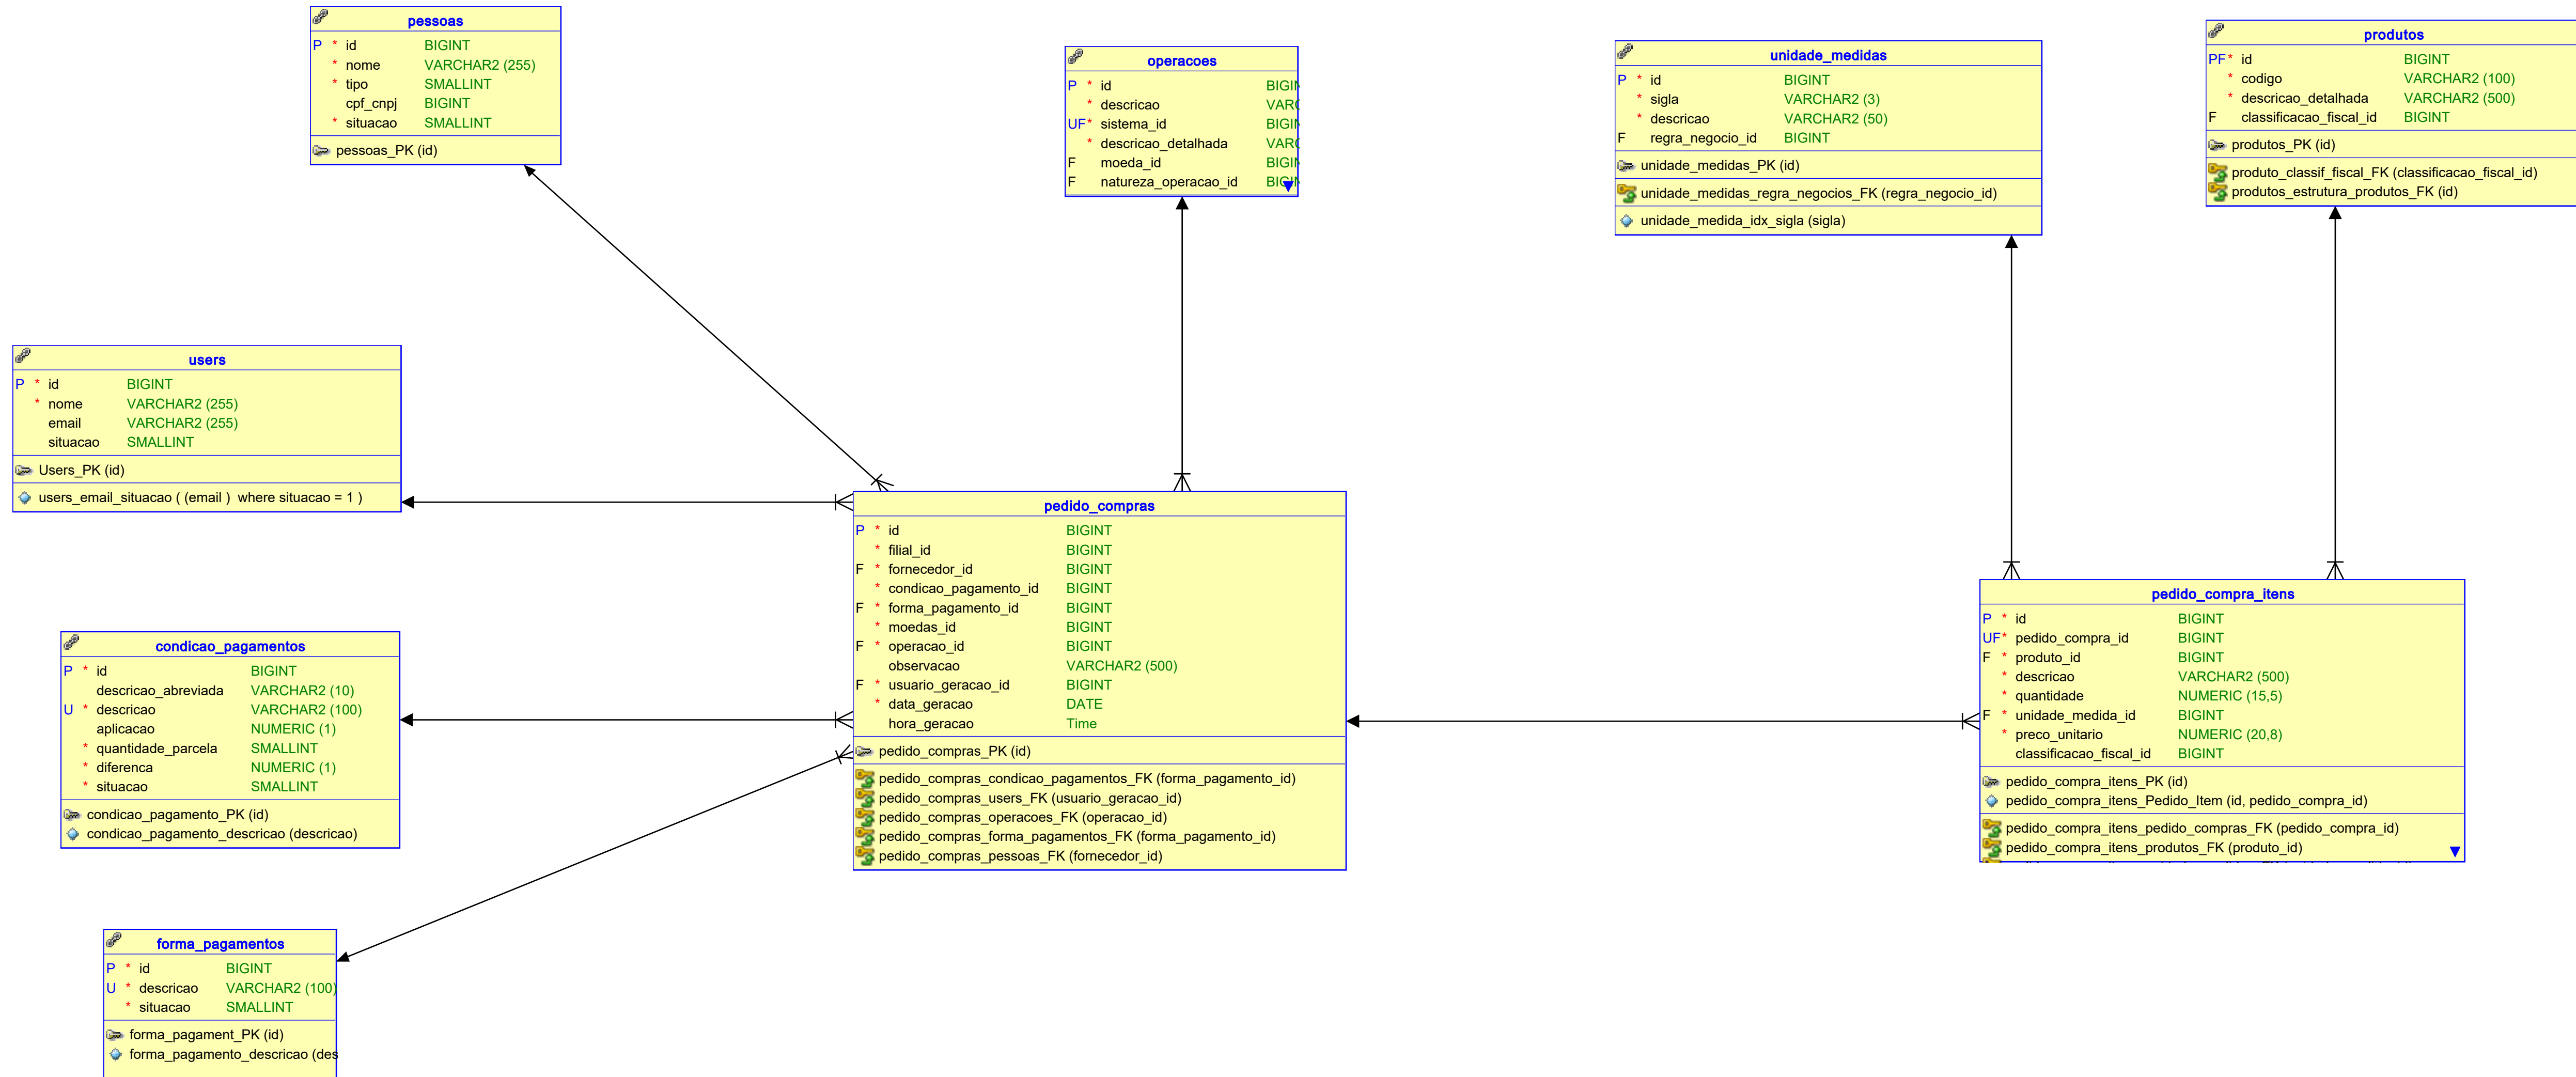 pessoas
P * id BIGINT
* nome VARCHAR2 (255)
* tipo SMALLINT
cpf_cnpj BIGINT
* situacao SMALLINT
pessoas_PK (id)
operacoes
P * id
* descricao
UF* sistema_id
* descricao_detalhada
F moeda_id
F natureza_operacao_id
unidade_medidas
P * id BIGINT
* sigla VARCHAR2 (3)
* descricao VARCHAR2 (50)
F regra_negocio_id BIGINT
unidade_medidas_PK (id)
unidade_medidas_regra_negocios_FK (regra_negocio_id)
unidade_medida_idx_sigla (sigla)
produtos
PF* id BIGINT
* codigo VARCHAR2 (100)
* descricao_detalhada VARCHAR2 (500)
F classificacao_fiscal_id BIGINT
produtos_PK (id)
produto_classif_fiscal_FK (classificacao_fiscal_id)
produtos_estrutura_produtos_FK (id)
users
P * id BIGINT
* nome VARCHAR2 (255)
email VARCHAR2 (255)
situacao SMALLINT
Users_PK (id)
users_email_situacao ( (email ) where situacao = 1 )
pedido_compras
P * id BIGINT
* filial_id BIGINT
F * fornecedor_id BIGINT
* condicao_pagamento_id BIGINT
F * forma_pagamento_id BIGINT
* moedas_id BIGINT
F * operacao_id BIGINT
observacao VARCHAR2 (500)
F * usuario_geracao_id BIGINT
* data_geracao DATE
hora_geracao Time
pedido_compras_PK (id)
pedido_compras_condicao_pagamentos_FK (forma_pagamento_id)
pedido_compras_users_FK (usuario_geracao_id)
pedido_compras_operacoes_FK (operacao_id)
pedido_compras_forma_pagamentos_FK (forma_pagamento_id)
pedido_compras_pessoas_FK (fornecedor_id)
pedido_compra_itens
P * id BIGINT
UF* pedido_compra_id BIGINT
F * produto_id BIGINT
* descricao VARCHAR2 (500)
* quantidade NUMERIC (15,5)
F * unidade_medida_id BIGINT
* preco_unitario NUMERIC (20,8)
classificacao_fiscal_id BIGINT
pedido_compra_itens_PK (id)
pedido_compra_itens_Pedido_Item (id, pedido_compra_id)
pedido_compra_itens_pedido_compras_FK (pedido_compra_id)
pedido_compra_itens_produtos_FK (produto_id)
condicao_pagamentos
P * id BIGINT
descricao_abreviada VARCHAR2 (10)
U * descricao VARCHAR2 (100)
aplicacao NUMERIC (1)
* quantidade_parcela SMALLINT
* diferenca NUMERIC (1)
* situacao SMALLINT
condicao_pagamento_PK (id)
condicao_pagamento_descricao (descricao)
forma_pagamentos
P * id BIGINT
U * descricao VARCHAR2 (100)
* situacao SMALLINT
forma_pagament_PK (id)
forma_pagamento_descricao (des